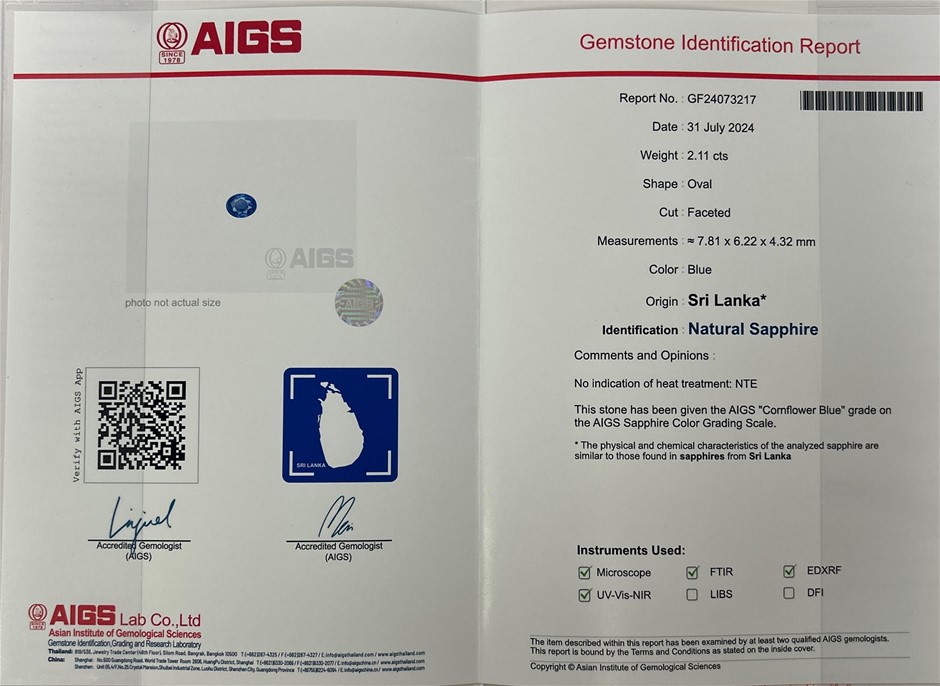 SINCE
1978
AIGS
AIGS
photo not actual size
AIGS
Verify with AIGS App
SRI LANKA
Accredited Gemologist
(AIGS)
Accredited Gemologist
(AIGS)
AIGS Lab Co.,Ltd
Asian Institute of Gemological Sciences
Gemstone Identification,Grading and Research Laboratory
Gemstone Identification Report
Report No. : GF24073217
Date : 31 July 2024
Weight : 2.11 cts
Shape : Oval
Cut : Faceted
Measurements : ≈ 7.81 x 6.22 x 4.32 mm
Color : Blue
Origin : Sri Lanka*
Identification : Natural Sapphire
Comments and Opinions :
No indication of heat treatment: NTE
This stone has been given the AIGS "Cornflower Blue" grade on
the AIGS Sapphire Color Grading Scale.
* The physical and chemical characteristics of the analyzed sapphire are
similar to those found in sapphires from Sri Lanka
Instruments Used:
Microscope FTIR EDXRF
UV-Vis-NIR LIBS DFI
The item described within this report has been examined by at least two qualified AIGS gemologists.
This report is bound by the Terms and Conditions as stated on the inside cover.
Copyright © Asian Institute of Gemological Sciences